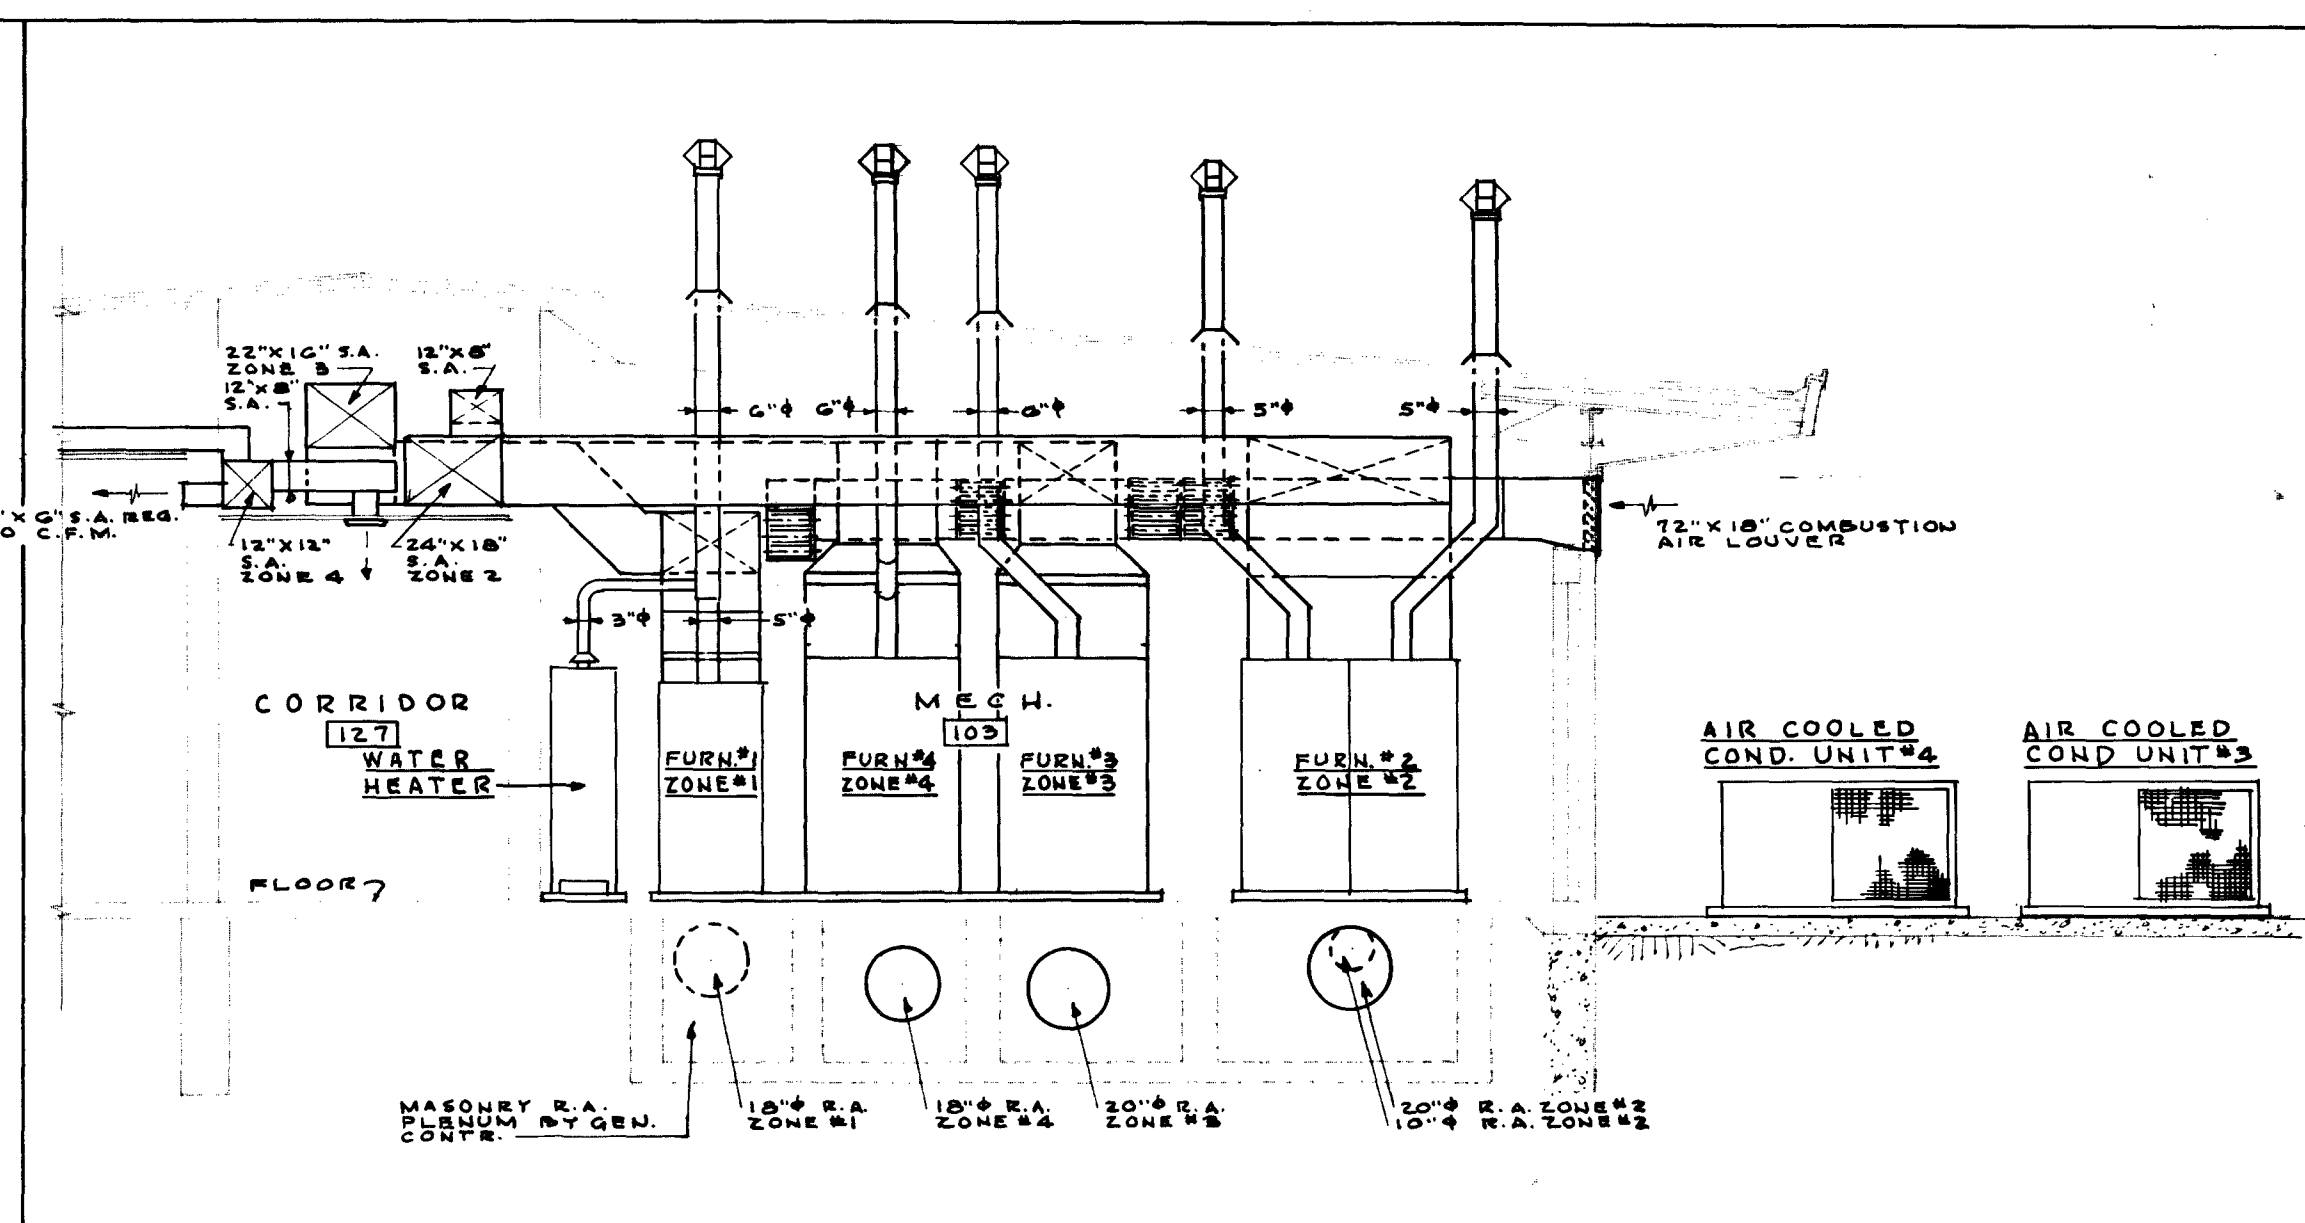 22"X16" S.A.
ZONE 3
12"X8"
S.A.
12"X8"
S.A.
6"φ
6"φ
6"φ
5"φ
5"φ
"X 6" S.A. REG.
0 C.F.M.
12"X12"
S.A.
ZONE 4
24"X18"
S.A.
ZONE 2
72"X18" COMBUSTION
AIR LOUVER
3"φ
5"φ
CORRIDOR
127
WATER
HEATER
MECH.
103
FURN.#1
ZONE#1
FURN#4
ZONE#4
FURN.#3
ZONE#3
FURN.#2
ZONE #2
AIR COOLED
COND. UNIT#4
AIR COOLED
COND UNIT#3
FLOOR
MASONRY R.A.
PLENUM BY GEN.
CONTR.
18"φ R.A.
ZONE #1
18"φ R.A.
ZONE #4
20"φ R.A.
ZONE #3
20"φ R.A. ZONE#2
10"φ R.A. ZONE#2